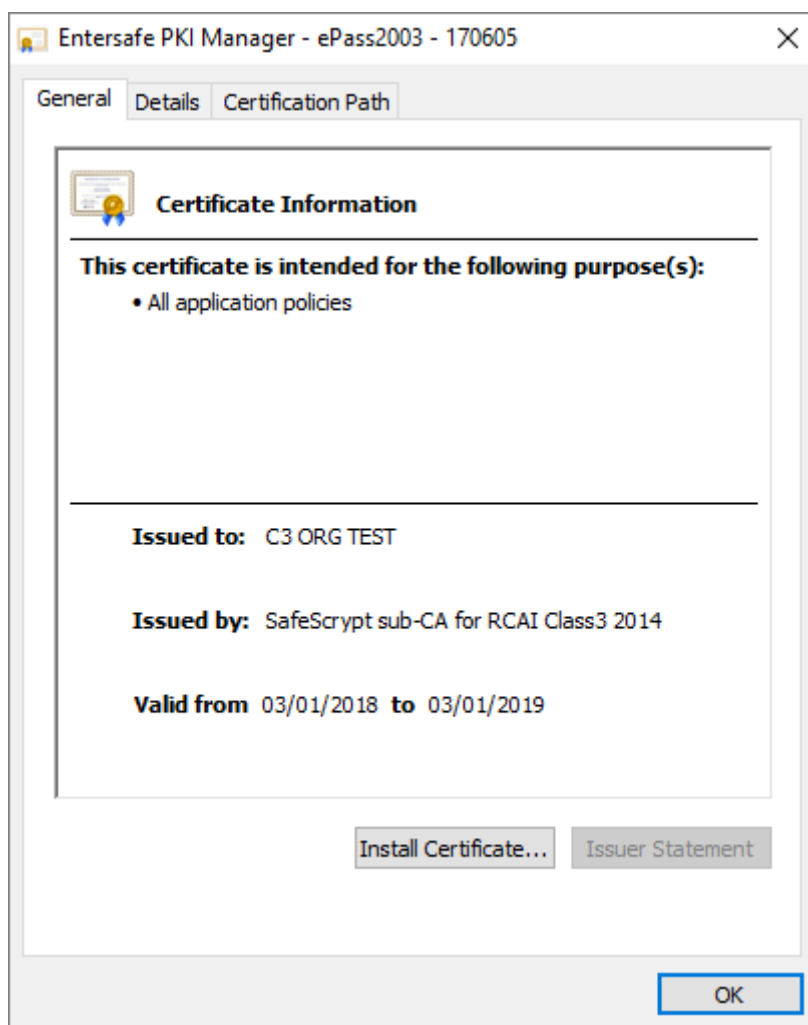 Entersafe PKI Manager - ePass2003 - 170605
General Details Certification Path
Certificate Information
This certificate is intended for the following purpose(s):
• All application policies
Issued to: C3 ORG TEST
Issued by: SafeScrypt sub-CA for RCAI Class3 2014
Valid from 03/01/2018 to 03/01/2019
Install Certificate... Issuer Statement
OK